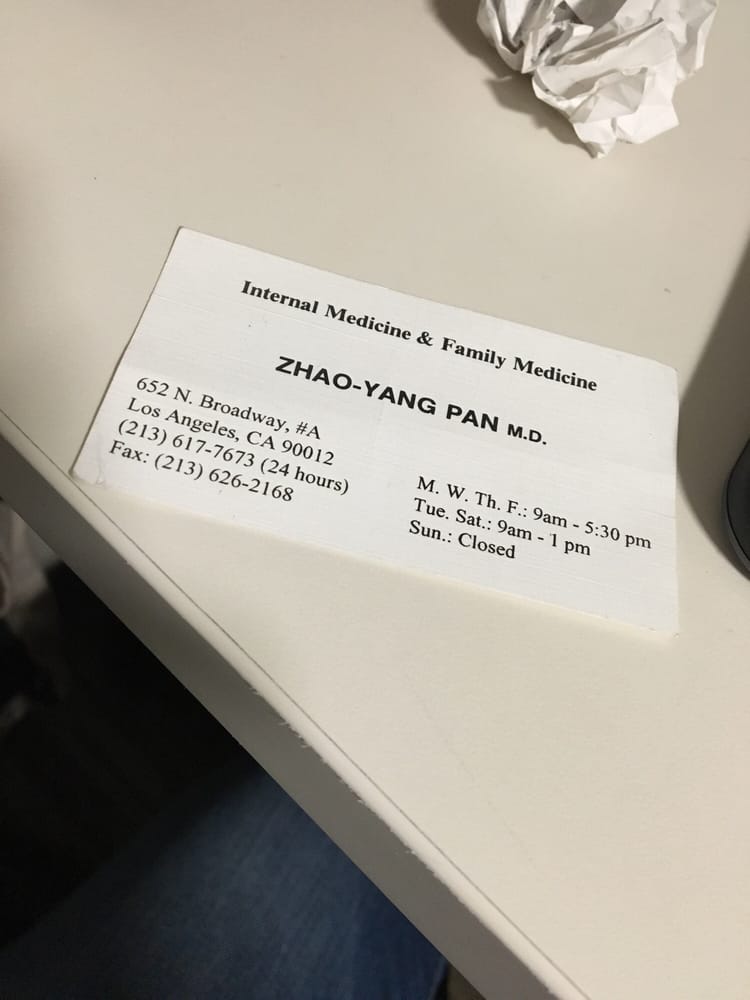 Internal Medicine & Family Medicine
ZHAO-YANG PAN M.D.
652 N. Broadway, #A
Los Angeles, CA 90012
(213) 617-7673 (24 hours)
Fax: (213) 626-2168
M. W. Th. F.: 9am - 5:30 pm
Tue. Sat.: 9am - 1 pm
Sun.: Closed